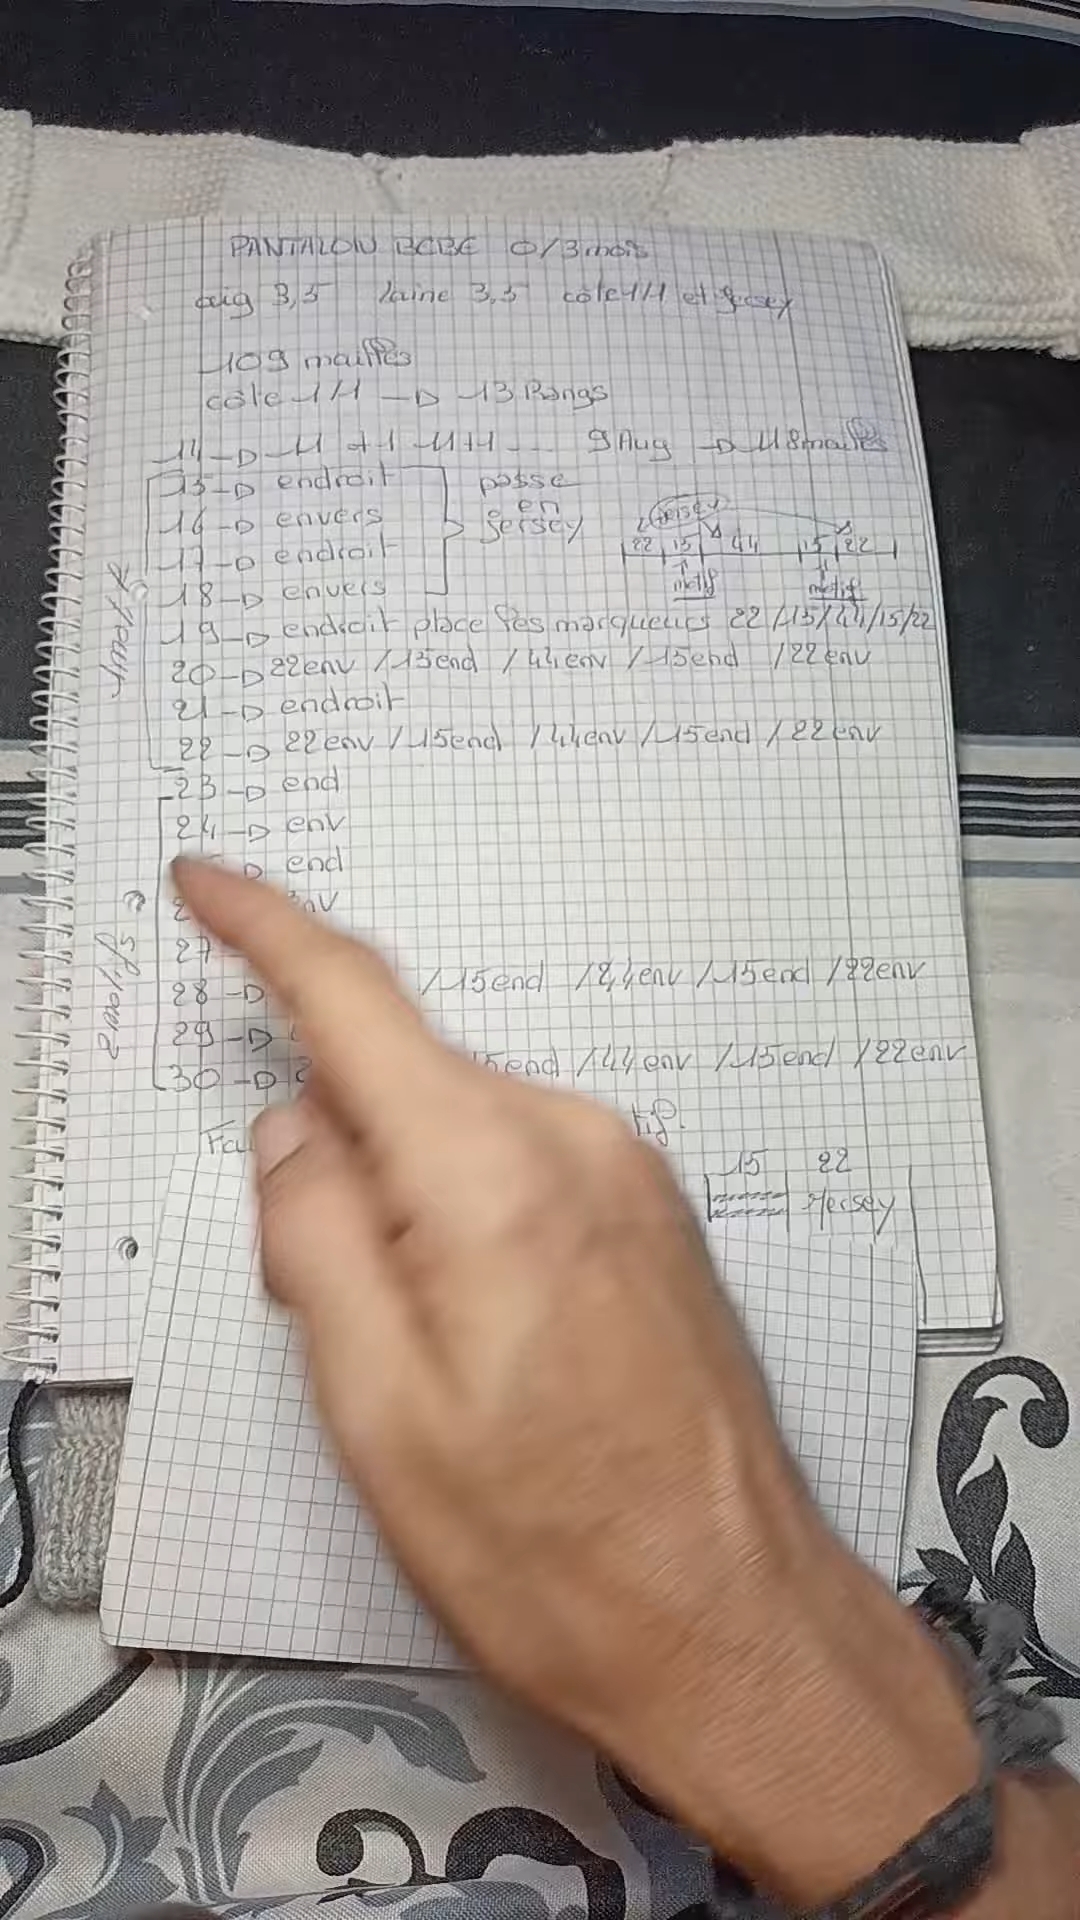 PANTALON BEBE 0/3 mois
aig 3,5 laine 3,5 côte 1/1 et Jersey
109 mailles
côte 1/1 → 13 Rangs
14 → 11 +1 11+1 ... 9 Aug → 118 mailles
15 → endroit
16 → envers
17 → endroit
18 → envers
passe
en
jersey
jersey
22 15 44 15 22
motif motif
19 → endroit place les marqueurs 22/15/44/15/22
20 → 22env /15end /44env /15end /22env
21 → endroit
22 → 22env /15end /44env /15end /22env
23 → end
24 → env
→ end
27
28 → /15end /44env /15end /22env
29 →
30 → /44env /15end /22env
15 22
Jersey